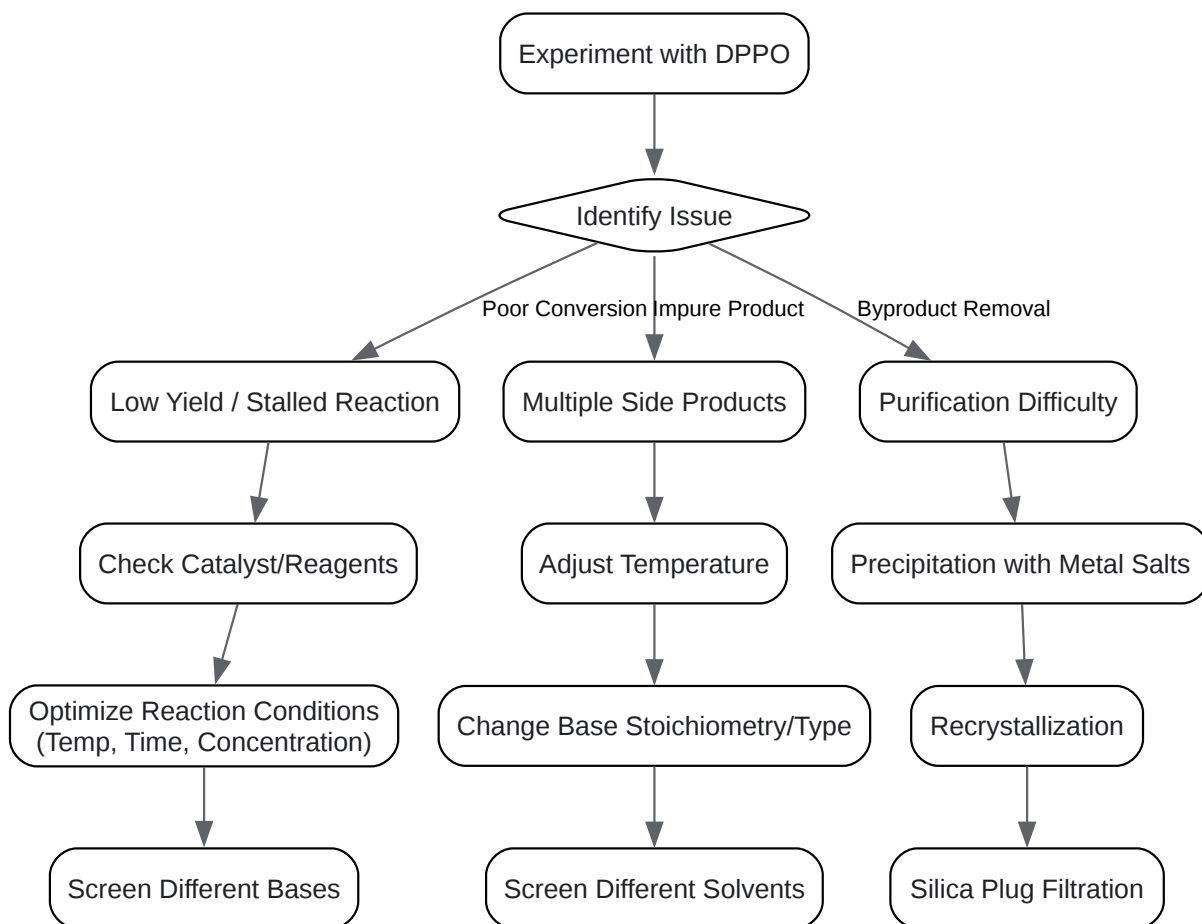 Experiment with DPPO
Identify Issue
Poor Conversion
Impure Product
Byproduct Removal
Low Yield / Stalled Reaction
Multiple Side Products
Purification Difficulty
Check Catalyst/Reagents
Adjust Temperature
Precipitation with Metal Salts
Optimize Reaction Conditions
(Temp, Time, Concentration)
Change Base Stoichiometry/Type
Recrystallization
Screen Different Bases
Screen Different Solvents
Silica Plug Filtration